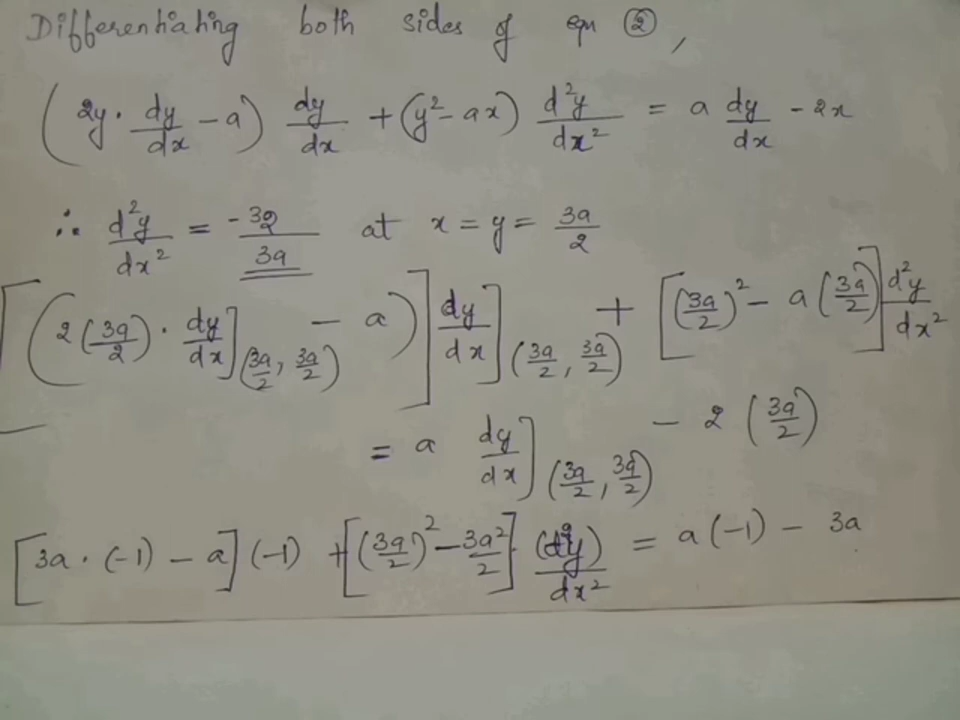 Differentiating both sides of eqn ②,
(2y · dy/dx − a) dy/dx + (y² − ax) d²y/dx² = a dy/dx − 2x
∴ d²y/dx² = −32/3a at x = y = 3a/2
[(2(3a/2) · dy/dx](3a/2, 3a/2) − a)] dy/dx](3a/2, 3a/2) + [(3a/2)² − a(3a/2)] d²y/dx²
= a dy/dx](3a/2, 3a/2) − 2(3a/2)
[3a · (−1) − a](−1) + [(3a/2)² − 3a²/2] · (d²y)/dx² = a(−1) − 3a